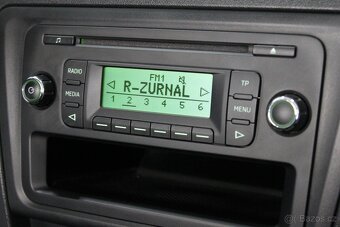 RADIO
FM1
TP
R-ZURNAL
MEDIA
1 2 3 4 5 6
MENU
© bazos.cz